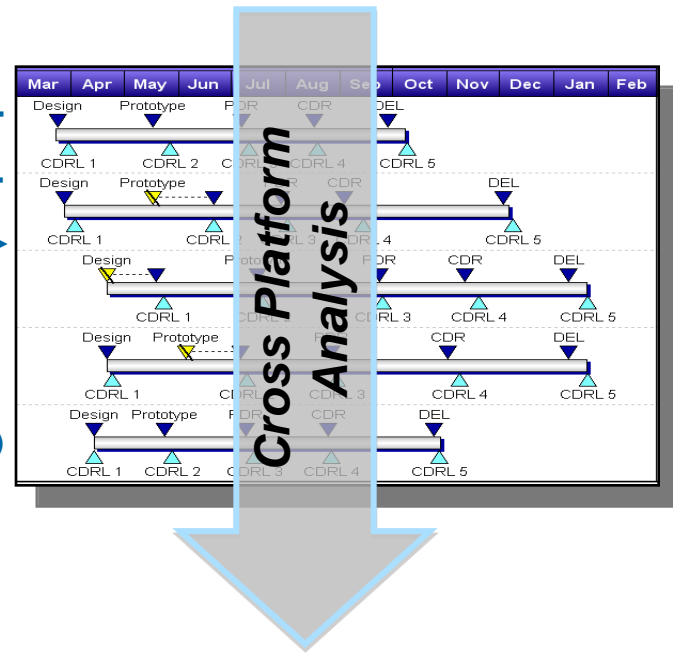 Mar Apr May Jun Jul Aug Sep Oct Nov Dec Jan Feb
Design Prototype PDR CDR DEL
CDRL 1 CDRL 2 CDRL 4 CDRL 5
Design Prototype CDR DEL
CDRL 1 CDRL 2 CDRL 3 CDRL 4 CDRL 5
Design Prototype PDR CDR DEL
CDRL 1 CDRL 3 CDRL 4 CDRL 5
Design Prototype CDR DEL
CDRL 1 CDRL 3 CDRL 4 CDRL 5
Design Prototype PDR CDR DEL
CDRL 1 CDRL 2 CDRL 3 CDRL 4 CDRL 5
Cross Platform
Analysis